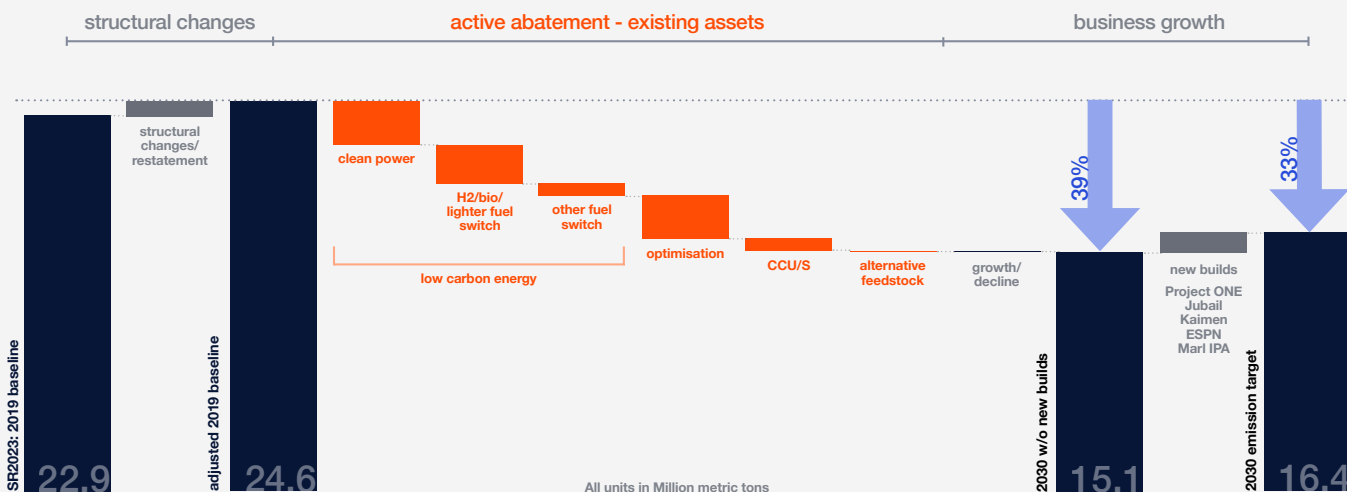 structural changes
active abatement - existing assets
business growth
structural
changes/
restatement
clean power
H2/bio/
lighter fuel
switch
other fuel
switch
low carbon energy
optimisation
CCU/S
alternative
feedstock
growth/
decline
39%
33%
new builds
Project ONE
Jubail
Kaimen
ESPN
Marl IPA
SR2023: 2019 baseline
22.9
adjusted 2019 baseline
24.6
2030 w/o new builds
15.1
2030 emission target
16.4
All units in Million metric tons